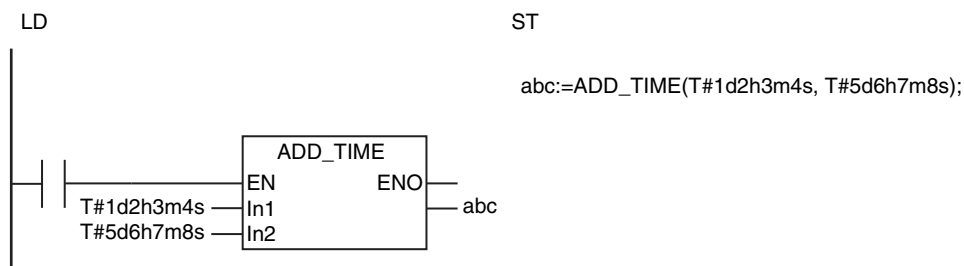 LD
ST
abc:=ADD_TIME(T#1d2h3m4s, T#5d6h7m8s);
ADD_TIME
EN ENO
T#1d2h3m4s In1 abc
T#5d6h7m8s In2